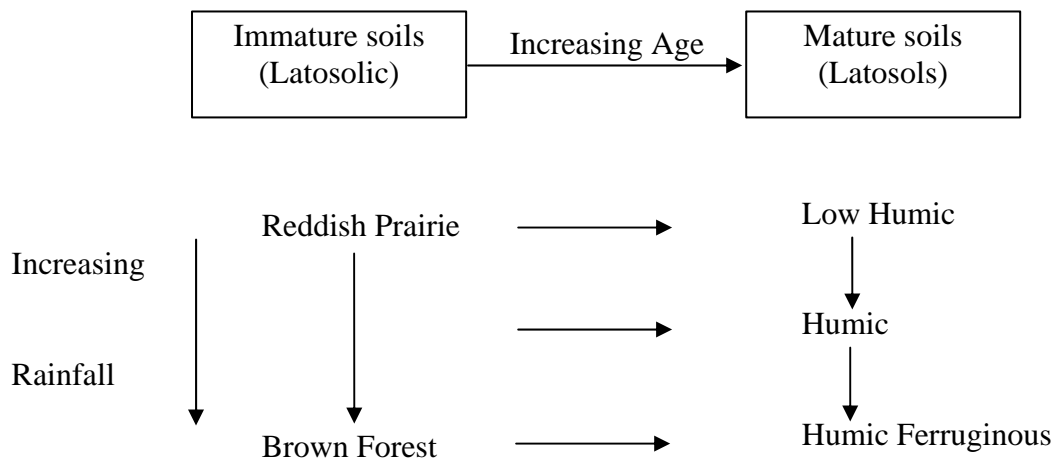 Immature soils
(Latosolic)
Increasing Age
Mature soils
(Latosols)
Reddish Prairie
Low Humic
Increasing
Humic
Rainfall
Brown Forest
Humic Ferruginous